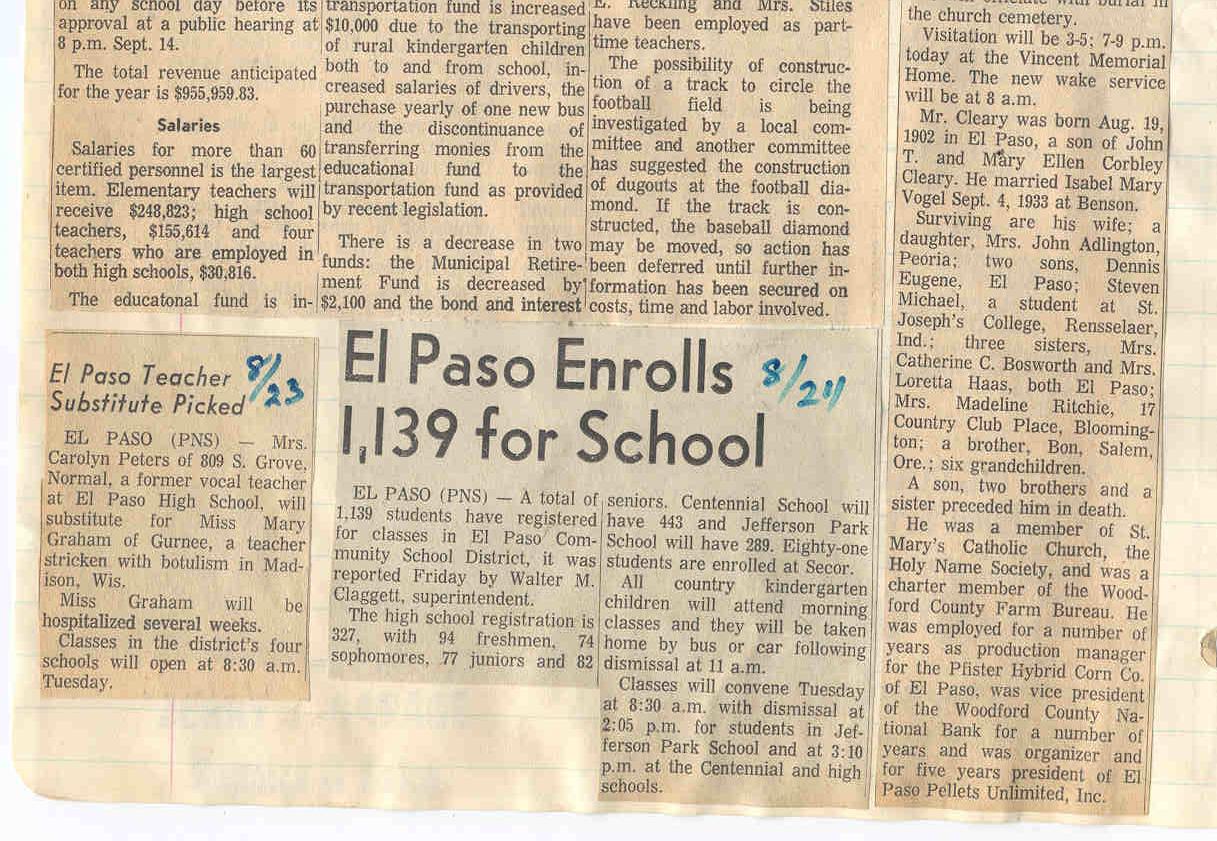 on any school day before its
approval at a public hearing at
8 p.m. Sept. 14.
The total revenue anticipated
for the year is $955,959.83.
Salaries
Salaries for more than 60
certified personnel is the largest
item. Elementary teachers will
receive $248,823; high school
teachers, $155,614 and four
teachers who are employed in
both high schools, $30,816.
The educatonal fund is in-
transportation fund is increased
$10,000 due to the transporting
of rural kindergarten children
both to and from school, in-
creased salaries of drivers, the
purchase yearly of one new bus
and the discontinuance of
transferring monies from the
educational fund to the
transportation fund as provided
by recent legislation.
There is a decrease in two
funds: the Municipal Retire-
ment Fund is decreased by
$2,100 and the bond and interest
E. Reckling and Mrs. Stiles
have been employed as part-
time teachers.
The possibility of construc-
tion of a track to circle the
football field is being
investigated by a local com-
mittee and another committee
has suggested the construction
of dugouts at the football dia-
mond. If the track is con-
structed, the baseball diamond
may be moved, so action has
been deferred until further in-
formation has been secured on
costs, time and labor involved.
burial in
the church cemetery.
Visitation will be 3-5; 7-9 p.m.
today at the Vincent Memorial
Home. The new wake service
will be at 8 a.m.
Mr. Cleary was born Aug. 19,
1902 in El Paso, a son of John
T. and Mary Ellen Corbley
Cleary. He married Isabel Mary
Vogel Sept. 4, 1933 at Benson.
Surviving are his wife; a
daughter, Mrs. John Adlington,
Peoria; two sons, Dennis
Eugene, El Paso; Steven
Michael, a student at St.
Joseph's College, Rensselaer,
Ind.; three sisters, Mrs.
Catherine C. Bosworth and Mrs.
Loretta Haas, both El Paso;
Mrs. Madeline Ritchie, 17
Country Club Place, Blooming-
ton; a brother, Bon, Salem,
Ore.; six grandchildren.
A son, two brothers and a
sister preceded him in death.
He was a member of St.
Mary's Catholic Church, the
Holy Name Society, and was a
charter member of the Wood-
ford County Farm Bureau. He
was employed for a number of
years as production manager
for the Pfister Hybrid Corn Co.
of El Paso, was vice president
of the Woodford County Na-
tional Bank for a number of
years and was organizer and
for five years president of El
Paso Pellets Unlimited, Inc.
El Paso Teacher
Substitute Picked
8/23
EL PASO (PNS) — Mrs.
Carolyn Peters of 809 S. Grove,
Normal, a former vocal teacher
at El Paso High School, will
substitute for Miss Mary
Graham of Gurnee, a teacher
stricken with botulism in Mad-
ison, Wis.
Miss Graham will be
hospitalized several weeks.
Classes in the district's four
schools will open at 8:30 a.m.
Tuesday.
El Paso Enrolls
1,139 for School
8/24
EL PASO (PNS) — A total of
1,139 students have registered
for classes in El Paso Com-
munity School District, it was
reported Friday by Walter M.
Claggett, superintendent.
The high school registration is
327, with 94 freshmen, 74
sophomores, 77 juniors and 82
seniors. Centennial School will
have 443 and Jefferson Park
School will have 289. Eighty-one
students are enrolled at Secor.
All country kindergarten
children will attend morning
classes and they will be taken
home by bus or car following
dismissal at 11 a.m.
Classes will convene Tuesday
at 8:30 a.m. with dismissal at
2:05 p.m. for students in Jef-
ferson Park School and at 3:10
p.m. at the Centennial and high
schools.